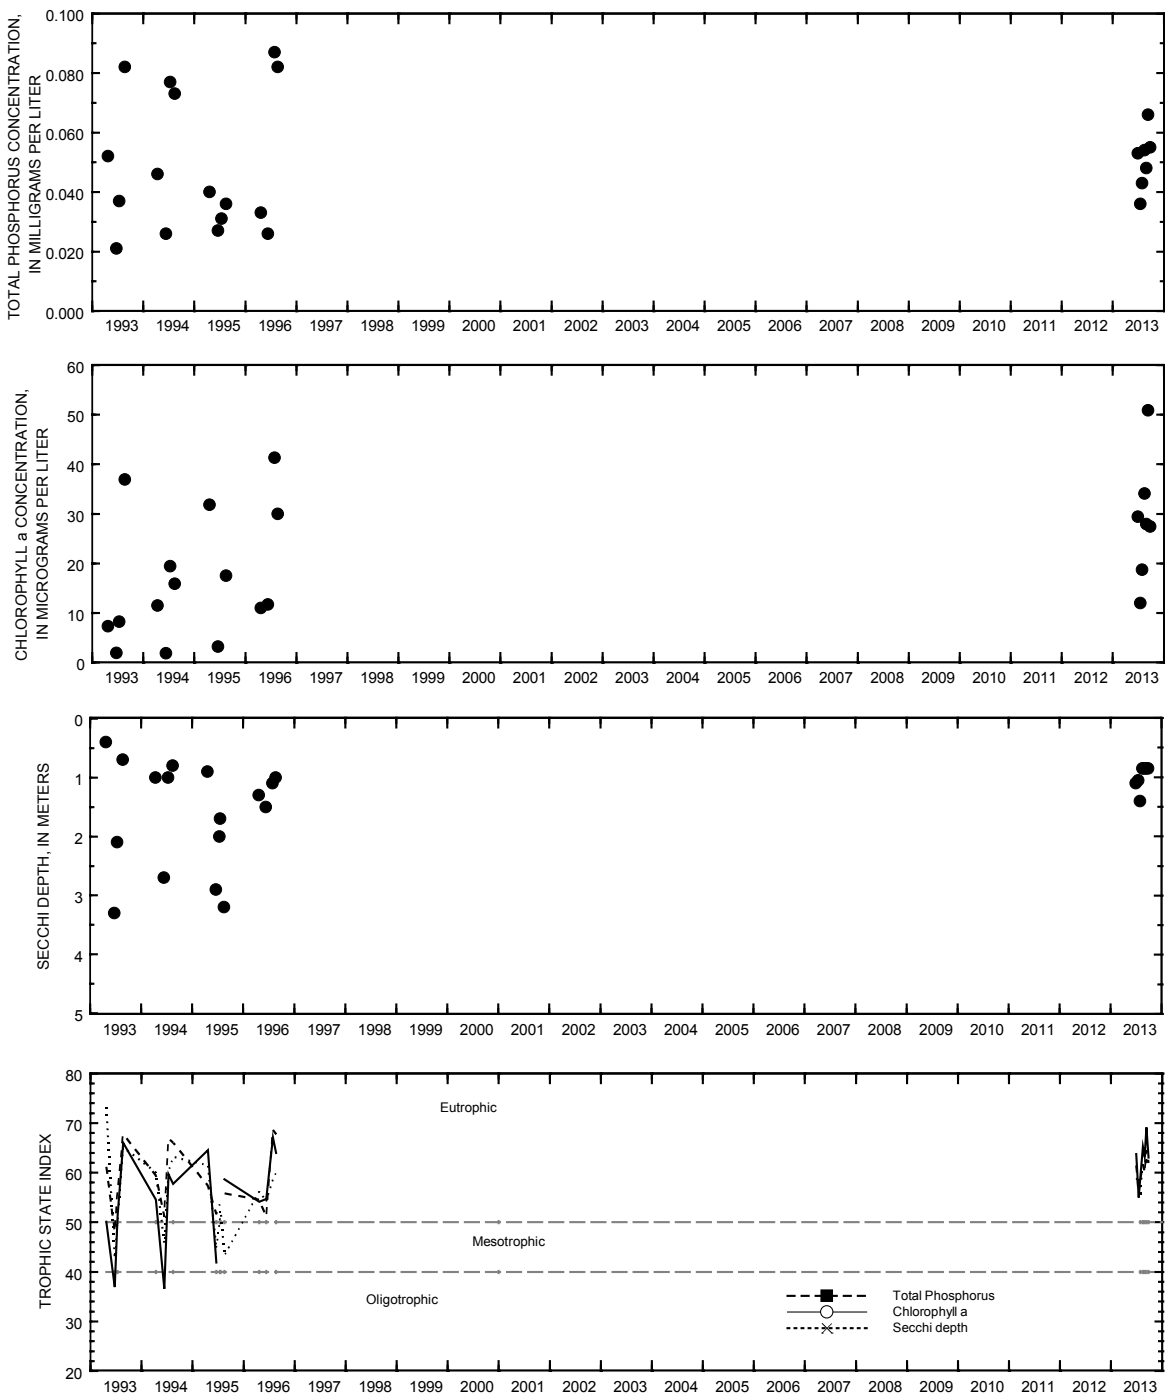 TOTAL PHOSPHORUS CONCENTRATION,
IN MILLIGRAMS PER LITER
0.100
0.080
0.060
0.040
0.020
0.000
1993 1994 1995 1996 1997 1998 1999 2000 2001 2002 2003 2004 2005 2006 2007 2008 2009 2010 2011 2012 2013
CHLOROPHYLL a CONCENTRATION,
IN MICROGRAMS PER LITER
60
50
40
30
20
10
0
1993 1994 1995 1996 1997 1998 1999 2000 2001 2002 2003 2004 2005 2006 2007 2008 2009 2010 2011 2012 2013
SECCHI DEPTH, IN METERS
0
1
2
3
4
5
1993 1994 1995 1996 1997 1998 1999 2000 2001 2002 2003 2004 2005 2006 2007 2008 2009 2010 2011 2012 2013
TROPHIC STATE INDEX
80
70
60
50
40
30
20
Eutrophic
Mesotrophic
Oligotrophic
Total Phosphorus
Chlorophyll a
Secchi depth
1993 1994 1995 1996 1997 1998 1999 2000 2001 2002 2003 2004 2005 2006 2007 2008 2009 2010 2011 2012 2013